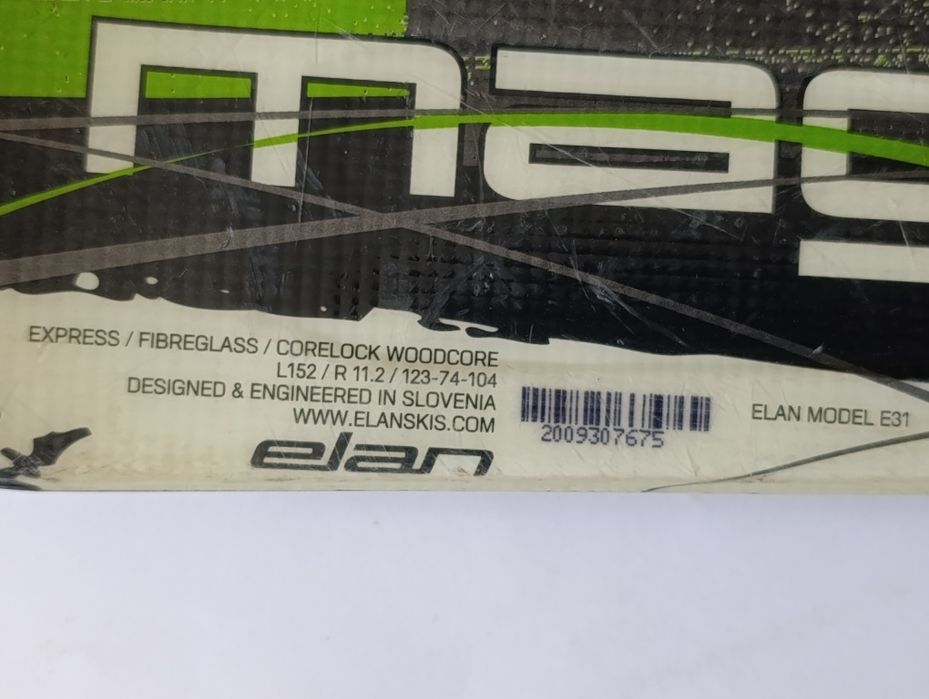 mag
EXPRESS / FIBREGLASS / CORELOCK WOODCORE
L152 / R 11.2 / 123-74-104
DESIGNED & ENGINEERED IN SLOVENIA
WWW.ELANSKIS.COM
elan
2009307675
ELAN MODEL E31